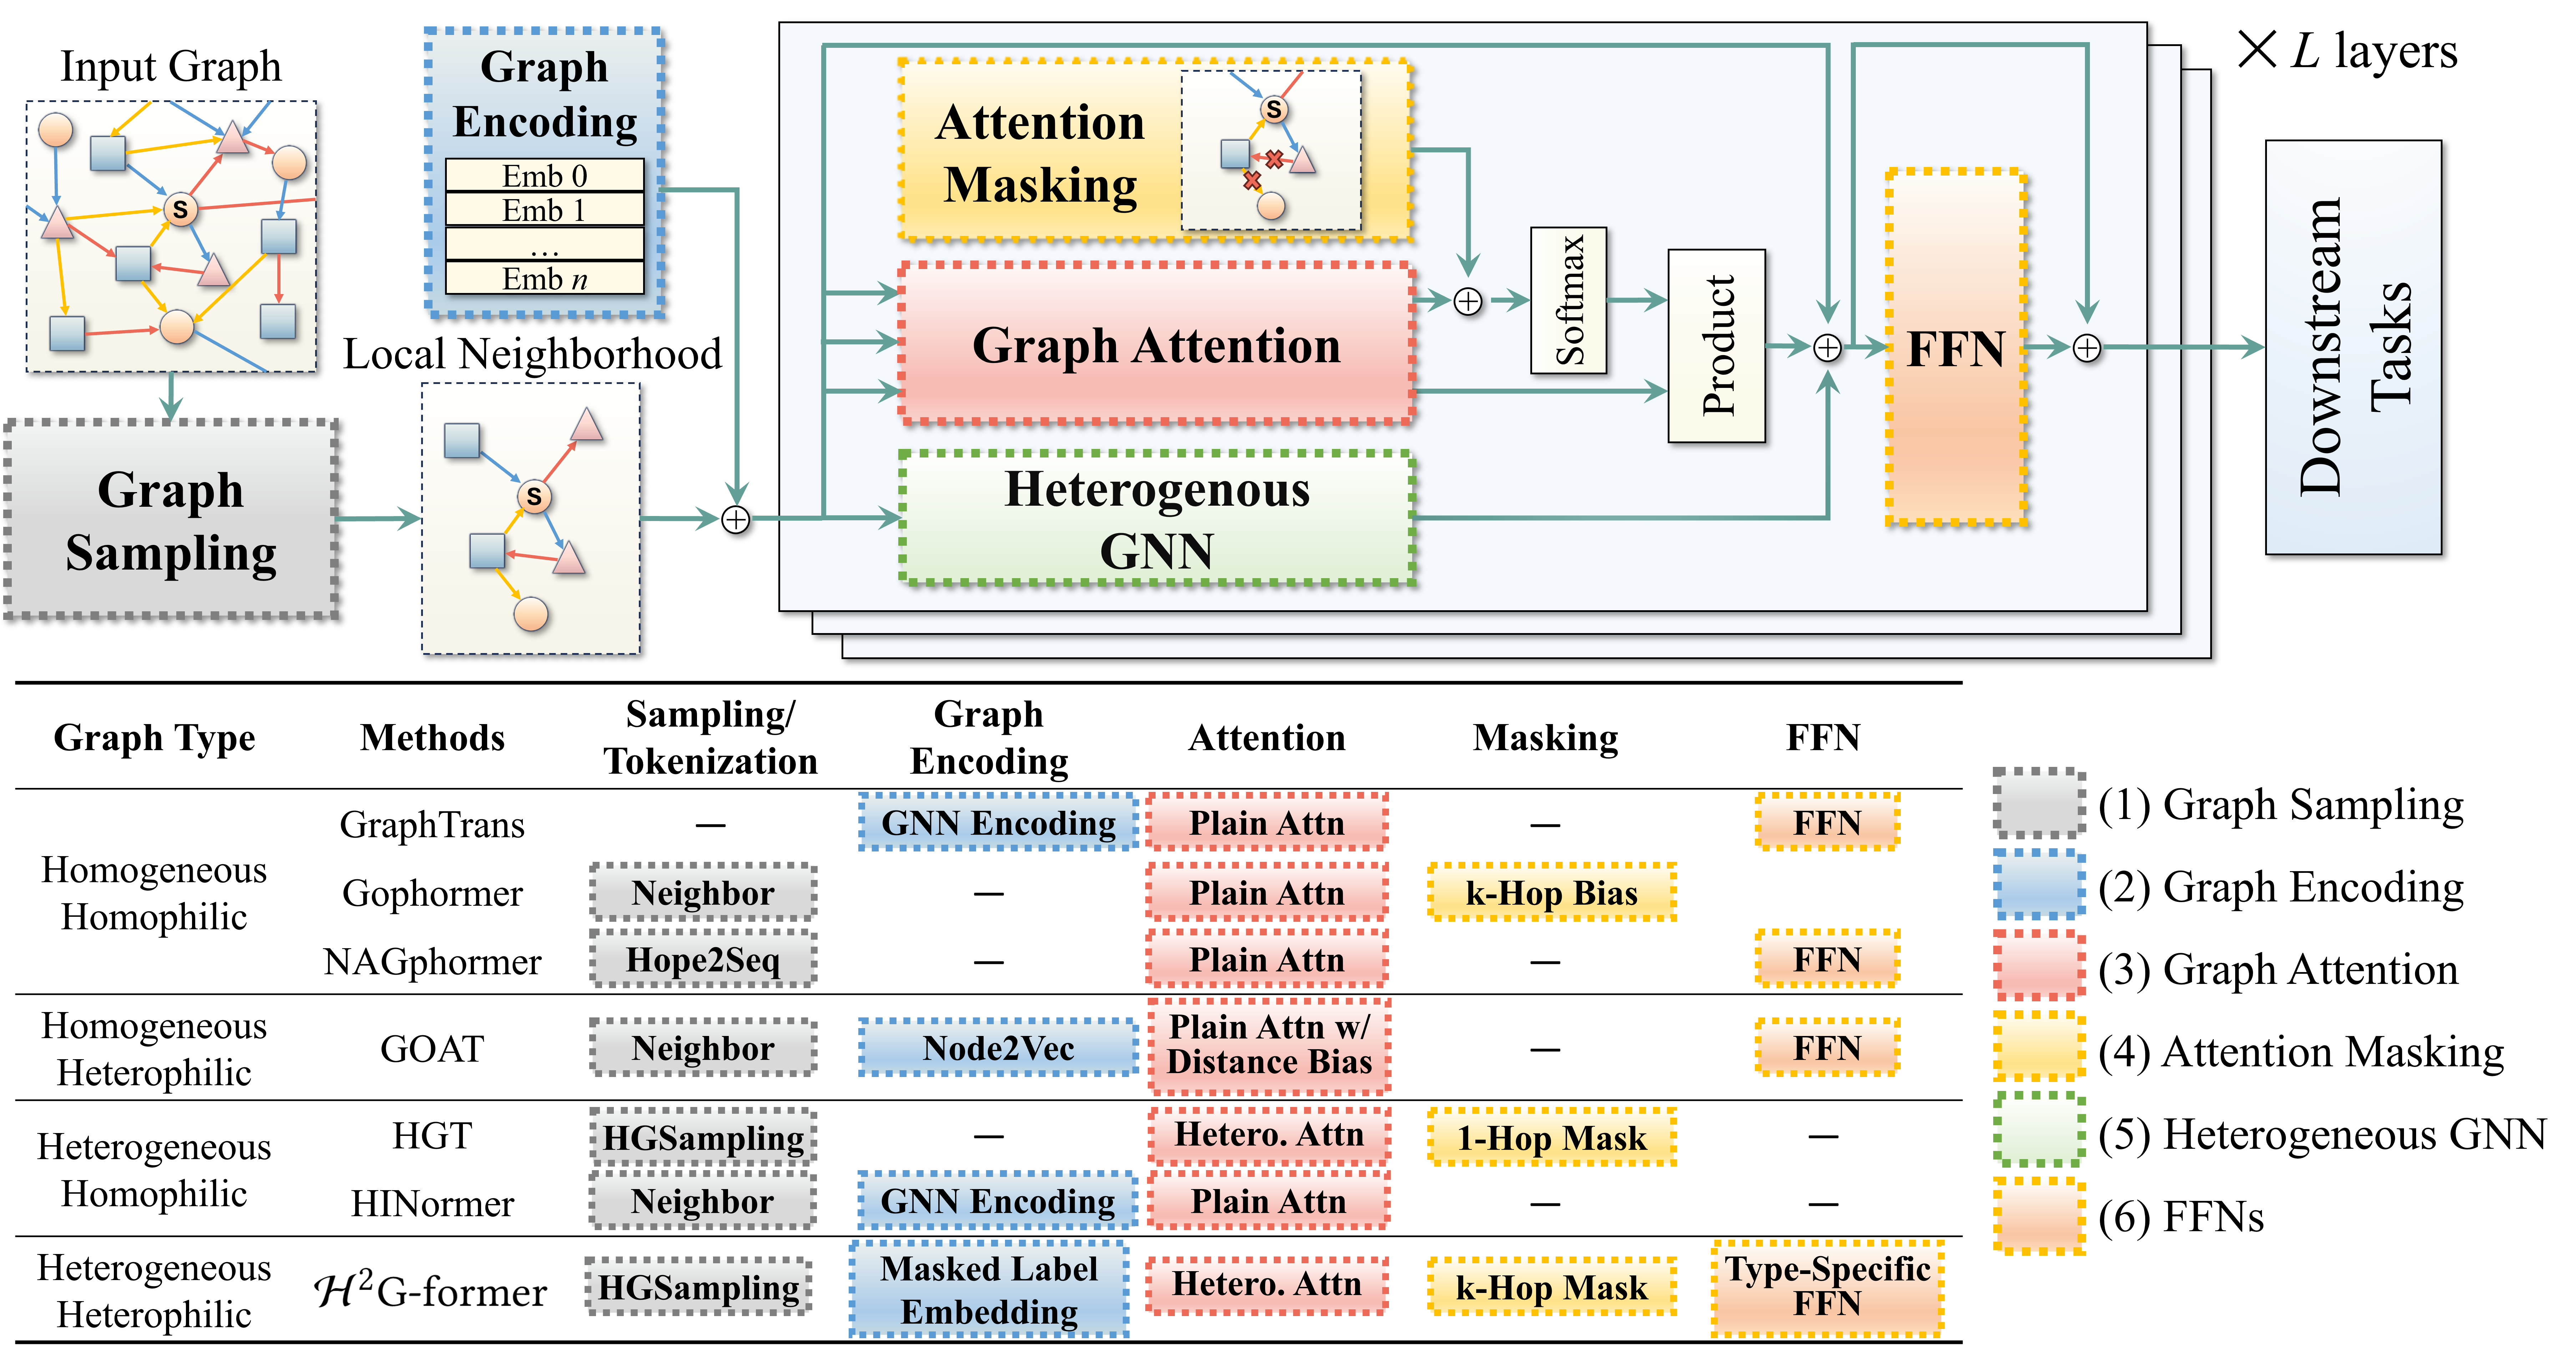 Input Graph
S
Graph
Sampling
Graph
Encoding
Emb 0
Emb 1
...
Emb n
Local Neighborhood
S
Attention
Masking
S
Graph Attention
Heterogenous
GNN
Softmax
Product
FFN
× L layers
Downstream
Tasks
Graph Type Methods Sampling/ Tokenization Graph Encoding Attention Masking FFN
Homogeneous Homophilic
GraphTrans — GNN Encoding Plain Attn — FFN
Gophormer Neighbor — Plain Attn k-Hop Bias
NAGphormer Hope2Seq — Plain Attn — FFN
Homogeneous Heterophilic
GOAT Neighbor Node2Vec Plain Attn w/ Distance Bias — FFN
Heterogeneous Homophilic
HGT HGSampling — Hetero. Attn 1-Hop Mask —
HINormer Neighbor GNN Encoding Plain Attn — —
Heterogeneous Heterophilic
ℋ²G-former HGSampling Masked Label Embedding Hetero. Attn k-Hop Mask Type-Specific FFN
(1) Graph Sampling
(2) Graph Encoding
(3) Graph Attention
(4) Attention Masking
(5) Heterogeneous GNN
(6) FFNs